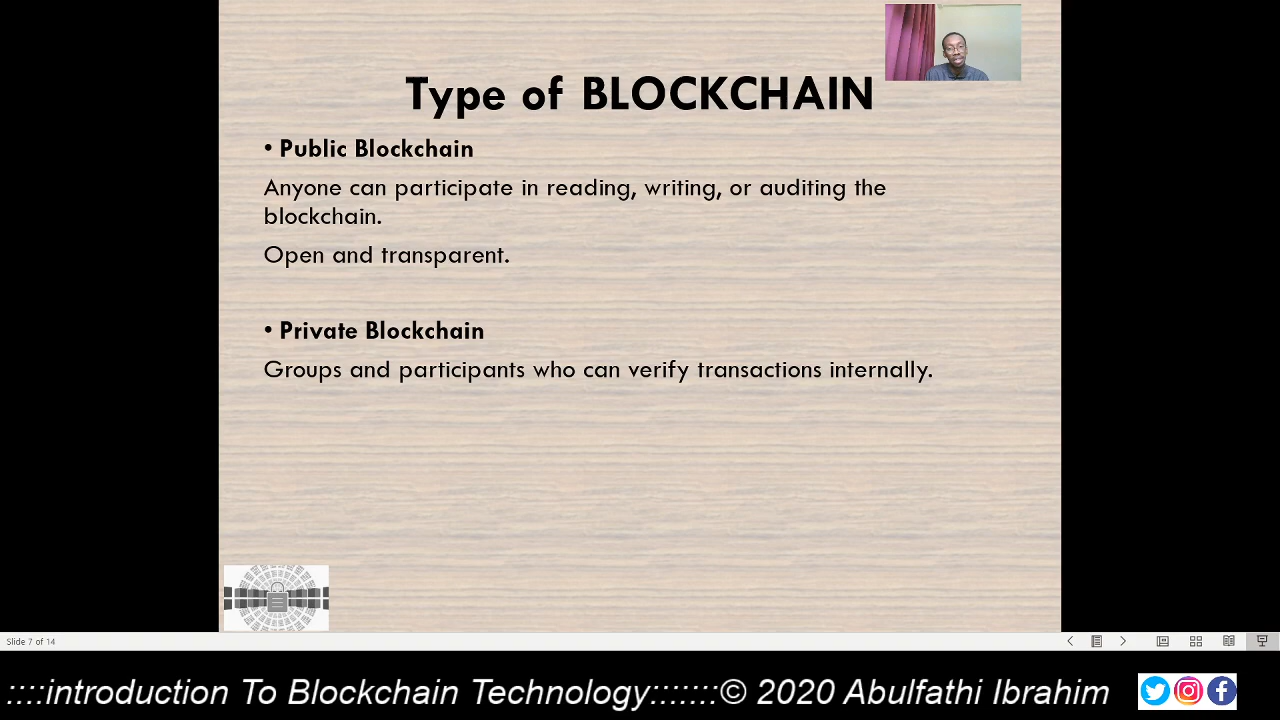 Type of BLOCKCHAIN
• Public Blockchain
Anyone can participate in reading, writing, or auditing the
blockchain.
Open and transparent.
• Private Blockchain
Groups and participants who can verify transactions internally.
Slide 7 of 14
::::introduction To Blockchain Technology:::::::© 2020 Abulfathi Ibrahim